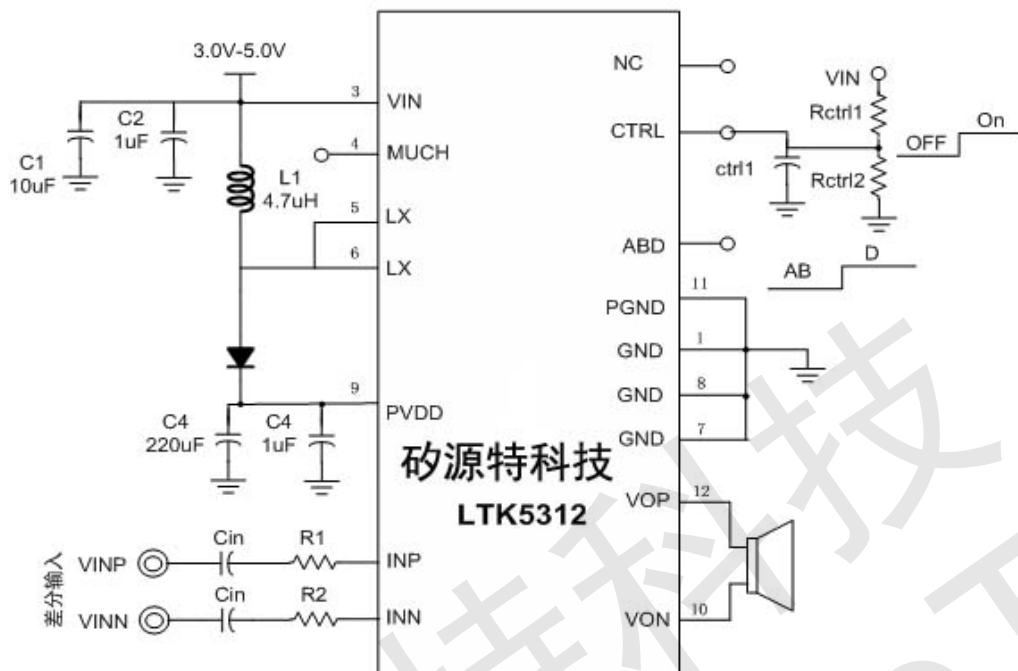 3.0V-5.0V
C1
10uF
C2
1uF
L1
4.7uH
3
VIN
4
MUCH
5
LX
6
LX
9
PVDD
C4
220uF
C4
1uF
差分输入
VINP
Cin
R1
INP
VINN
Cin
R2
INN
矽源特科技
LTK5312
NC
CTRL
ctrl1
VIN
Rctrl1
Rctrl2
OFF
On
ABD
AB
D
11
PGND
1
GND
8
GND
7
GND
12
VOP
10
VON
特科技